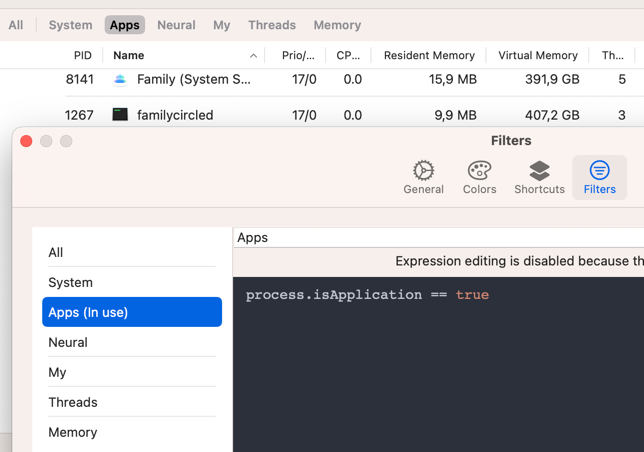 All System Apps Neural My Threads Memory
PID Name Prio/... CP... Resident Memory Virtual Memory Th...
8141 Family (System S... 17/0 0.0 15,9 MB 391,9 GB 5
1267 familycircled 17/0 0.0 9,9 MB 407,2 GB 3
Filters
General Colors Shortcuts Filters
All
System
Apps (In use)
Neural
My
Threads
Memory
Apps
Expression editing is disabled because th
process.isApplication == true